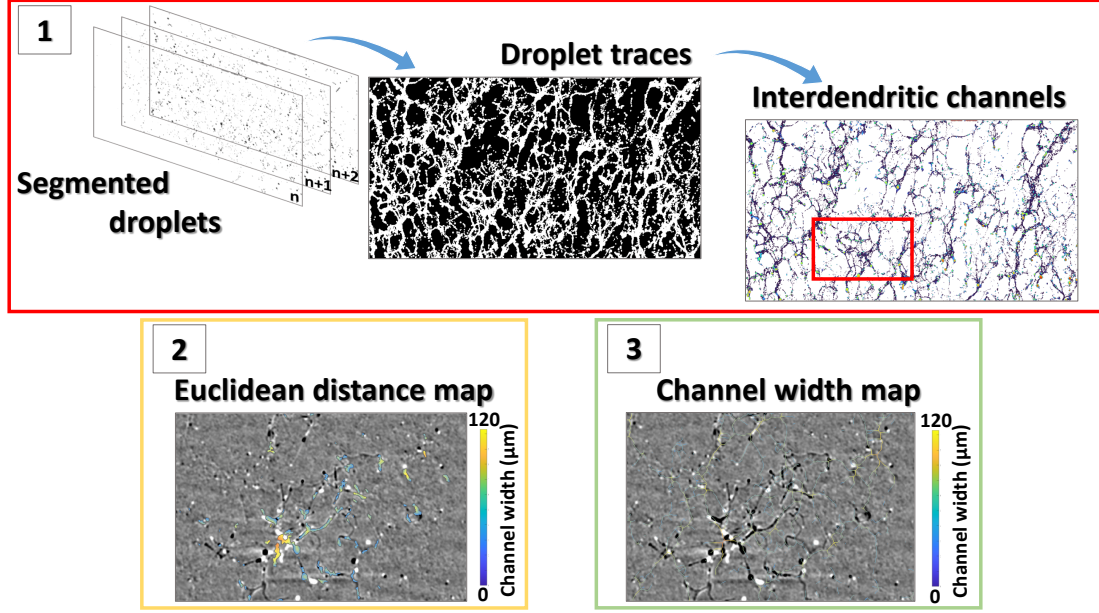 1
Segmented
droplets
n
n+1
n+2
Droplet traces
Interdendritic channels
2
Euclidean distance map
120
Channel width (μm)
0
3
Channel width map
120
Channel width (μm)
0